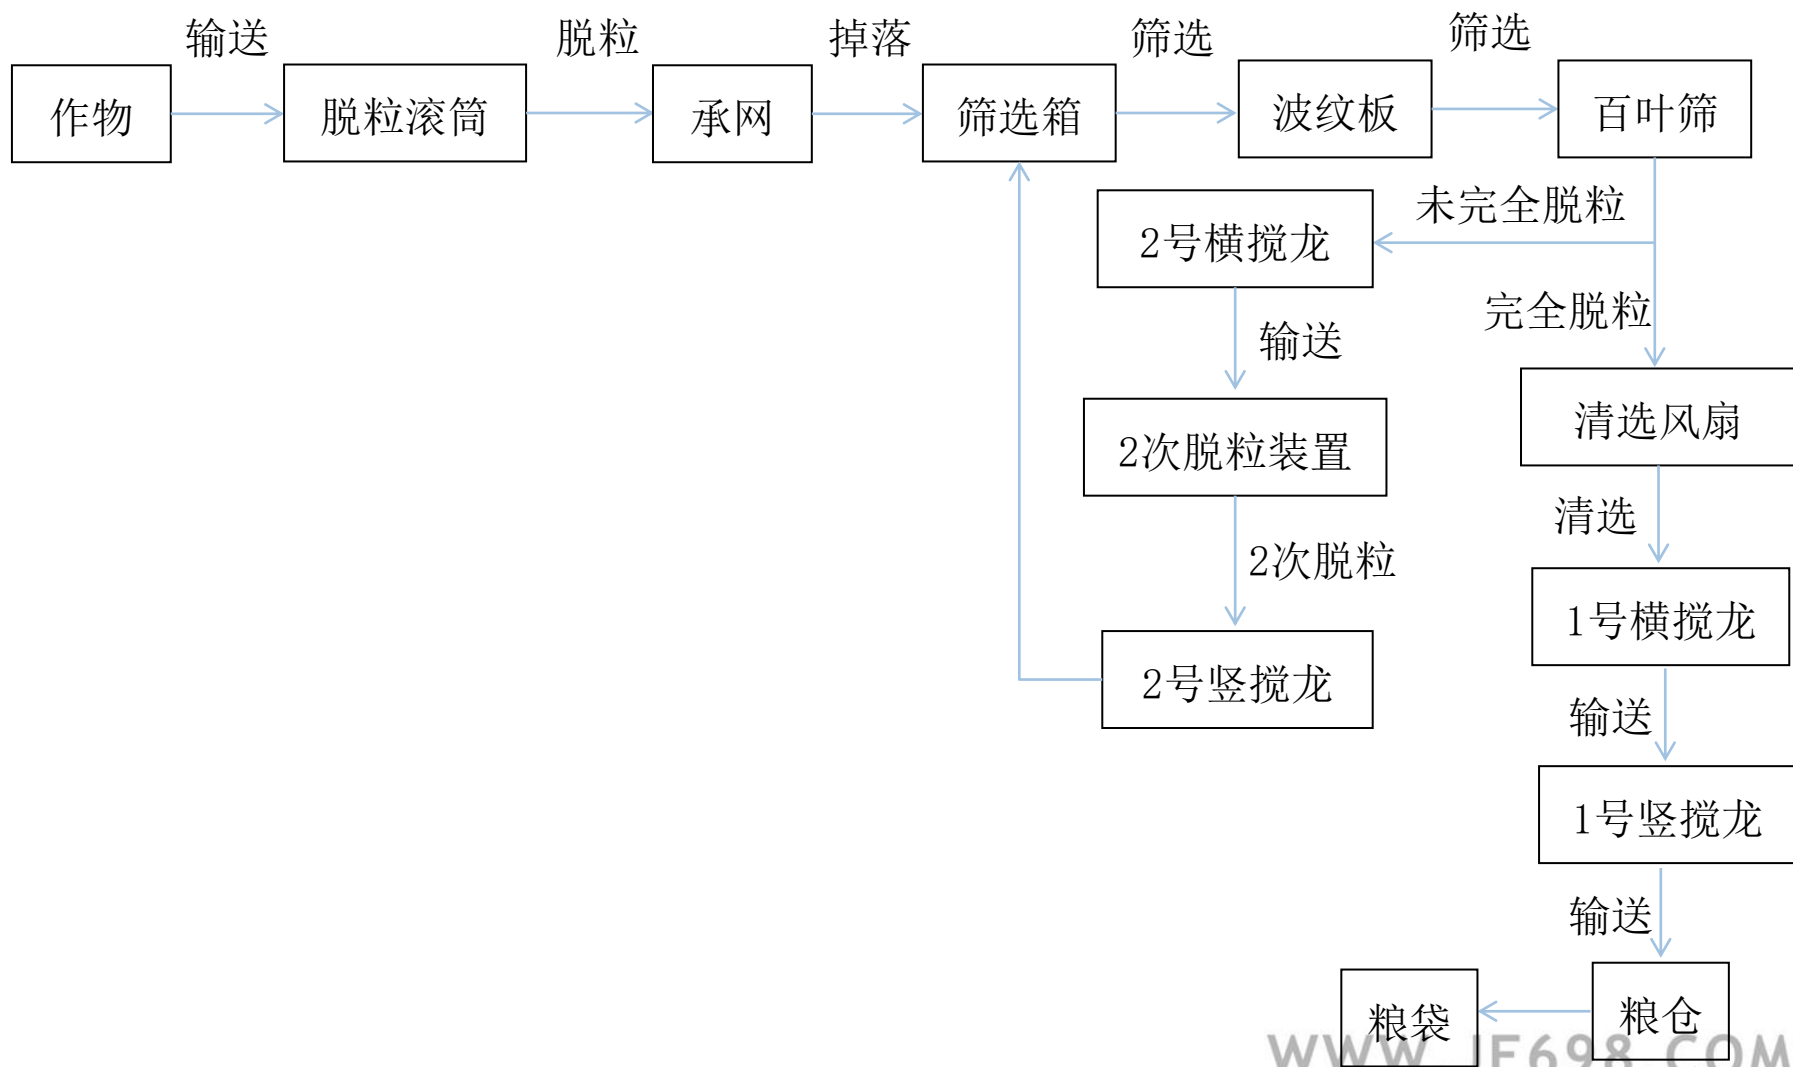 输送 脱粒 掉落 筛选 筛选
作物 脱粒滚筒 承网 筛选箱 波纹板 百叶筛
未完全脱粒
2号横搅龙
完全脱粒
输送
清选风扇
2次脱粒装置
清选
2次脱粒
1号横搅龙
2号竖搅龙
输送
1号竖搅龙
输送
粮袋 粮仓
WWW.JF698.COM